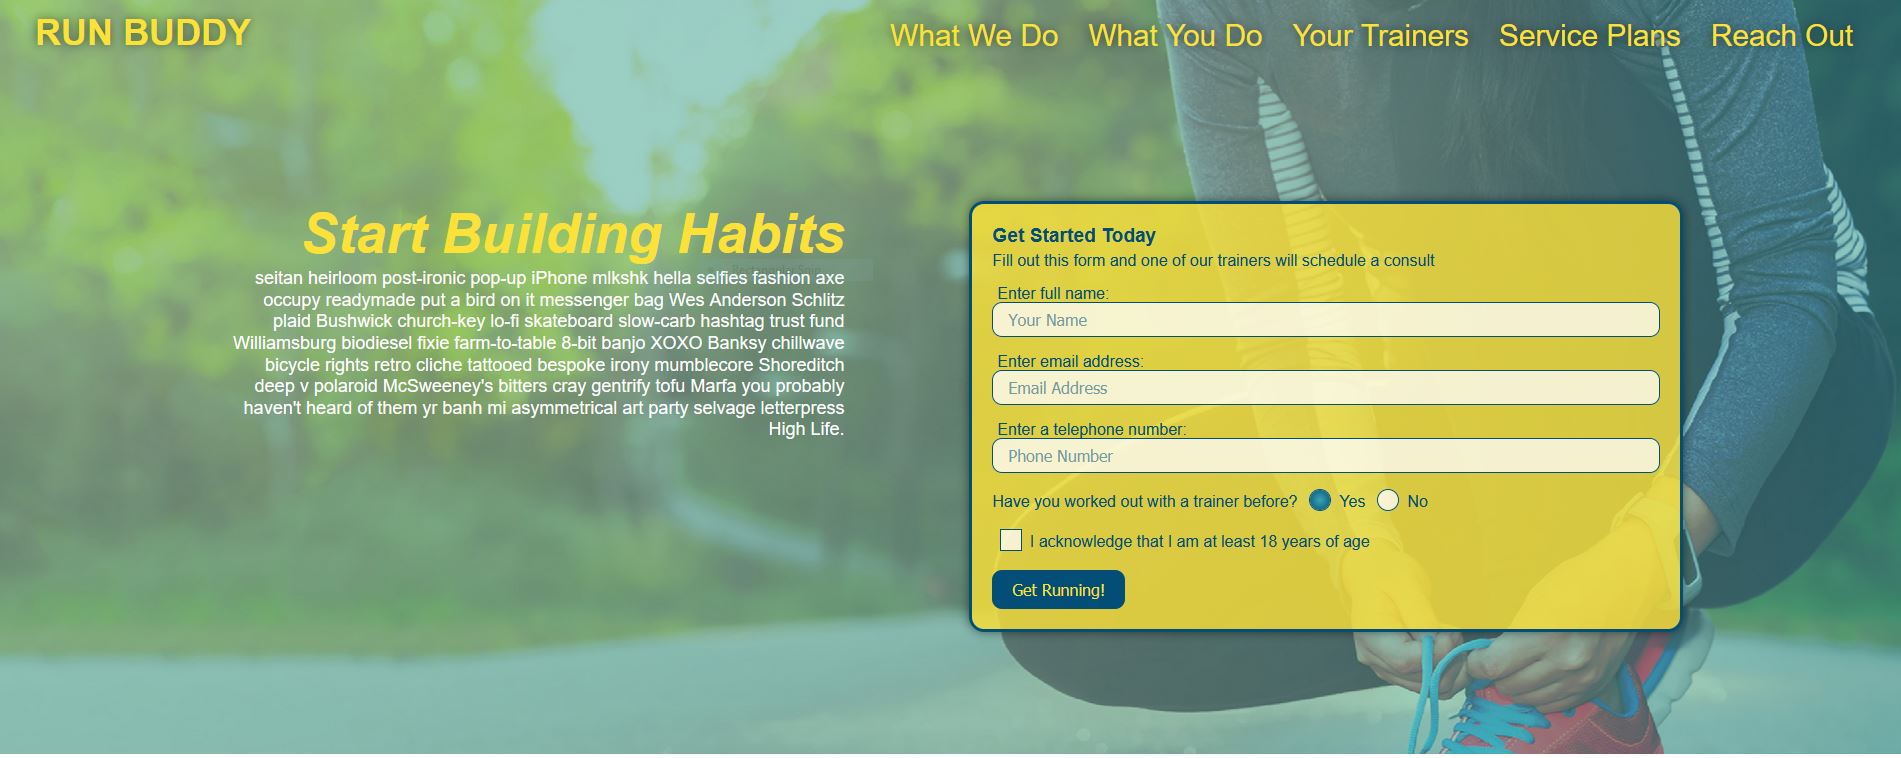 RUN BUDDY
What We Do What You Do Your Trainers Service Plans Reach Out
Start Building Habits
seitan heirloom post-ironic pop-up iPhone mlkshk hella selfies fashion axe
occupy readymade put a bird on it messenger bag Wes Anderson Schlitz
plaid Bushwick church-key lo-fi skateboard slow-carb hashtag trust fund
Williamsburg biodiesel fixie farm-to-table 8-bit banjo XOXO Banksy chillwave
bicycle rights retro cliche tattooed bespoke irony mumblecore Shoreditch
deep v polaroid McSweeney's bitters cray gentrify tofu Marfa you probably
haven't heard of them yr banh mi asymmetrical art party selvage letterpress
High Life.
Get Started Today
Fill out this form and one of our trainers will schedule a consult
Enter full name:
Your Name
Enter email address:
Email Address
Enter a telephone number:
Phone Number
Have you worked out with a trainer before? Yes No
I acknowledge that I am at least 18 years of age
Get Running!